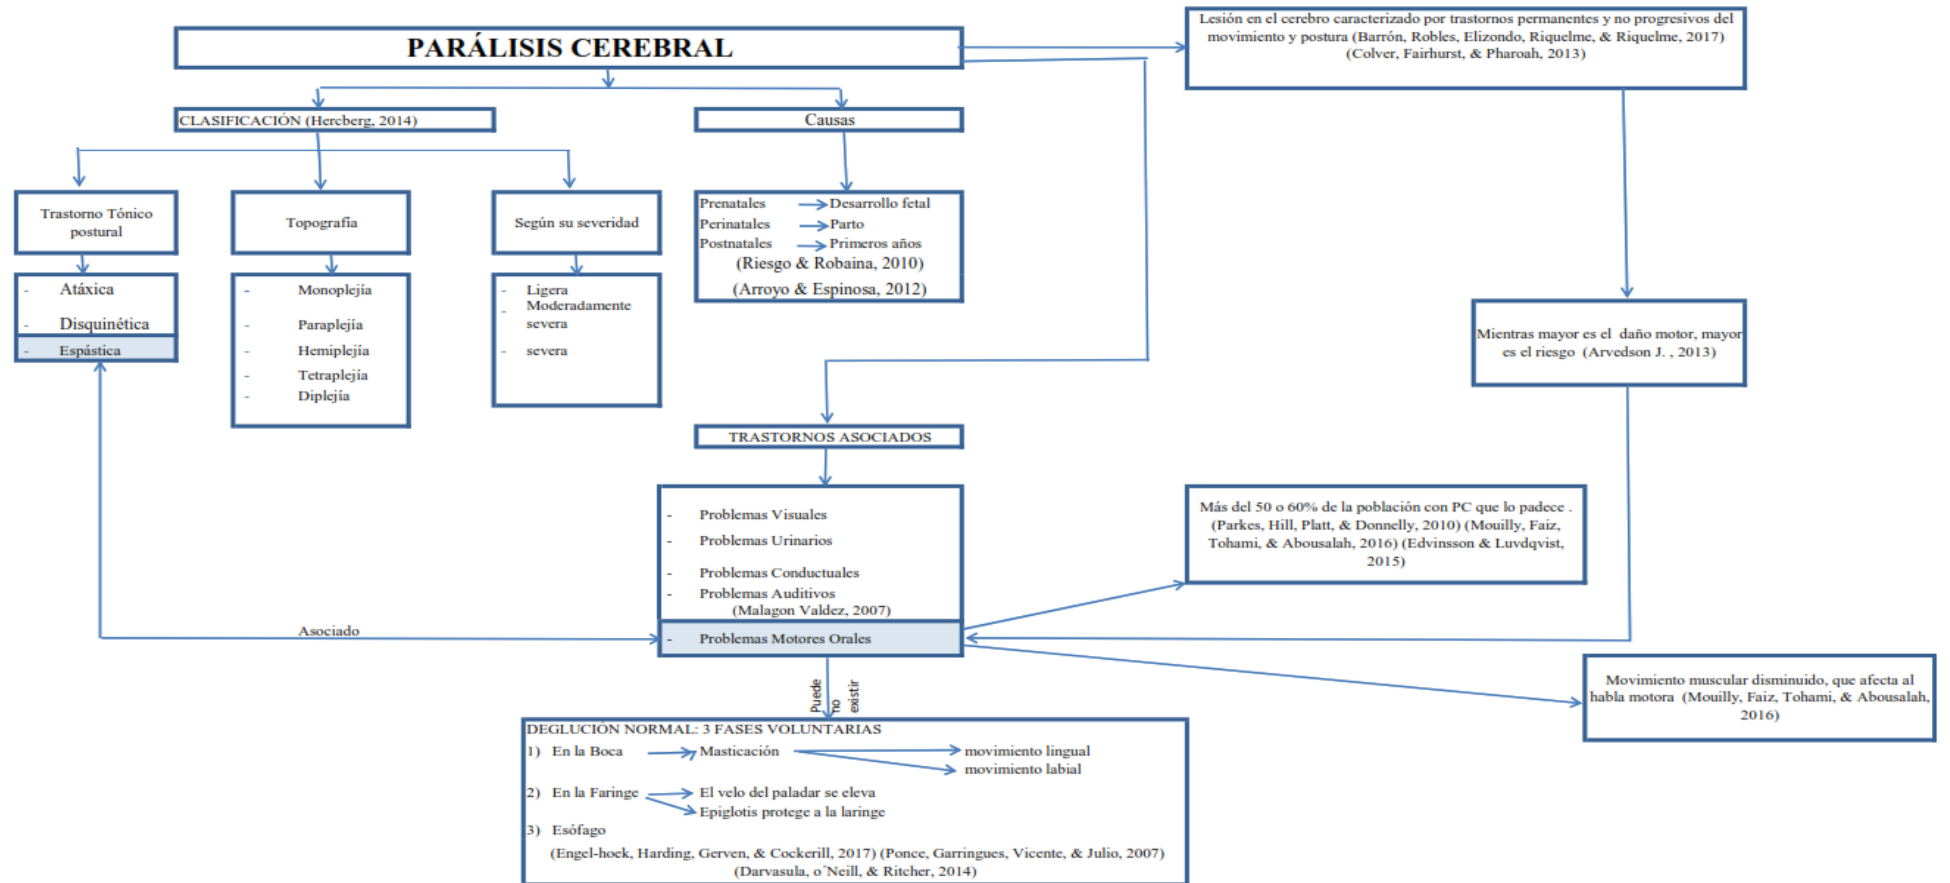 PARÁLISIS CEREBRAL
Lesión en el cerebro caracterizado por trastornos permanentes y no progresivos del
movimiento y postura (Barrón, Robles, Elizondo, Riquelme, & Riquelme, 2017)
(Colver, Fairhurst, & Pharoah, 2013)
CLASIFICACIÓN (Hercberg, 2014)
Causas
Trastorno Tónico
postural
Topografía
Según su severidad
Prenatales Desarrollo fetal
Perinatales Parto
Postnatales Primeros años
(Riesgo & Robaina, 2010)
(Arroyo & Espinosa, 2012)
- Atáxica
- Disquinética
- Espástica
- Monoplejía
- Paraplejía
- Hemiplejía
- Tetraplejía
- Diplejía
- Ligera
- Moderadamente
severa
- severa
Mientras mayor es el daño motor, mayor
es el riesgo (Arvedson J. , 2013)
TRASTORNOS ASOCIADOS
- Problemas Visuales
- Problemas Urinarios
- Problemas Conductuales
- Problemas Auditivos
(Malagon Valdez, 2007)
- Problemas Motores Orales
Más del 50 o 60% de la población con PC que lo padece .
(Parkes, Hill, Platt, & Donnelly, 2010) (Mouilly, Faiz,
Tohami, & Abousalah, 2016) (Edvinsson & Luvdqvist,
2015)
Asociado
Puede
no
existir
Movimiento muscular disminuido, que afecta al
habla motora (Mouilly, Faiz, Tohami, & Abousalah,
2016)
DEGLUCIÓN NORMAL: 3 FASES VOLUNTARIAS
1) En la Boca Masticación movimiento lingual
movimiento labial
2) En la Faringe El velo del paladar se eleva
Epiglotis protege a la laringe
3) Esófago
(Engel-hoek, Harding, Gerven, & Cockerill, 2017) (Ponce, Garringues, Vicente, & Julio, 2007)
(Darvasula, o´Neill, & Ritcher, 2014)